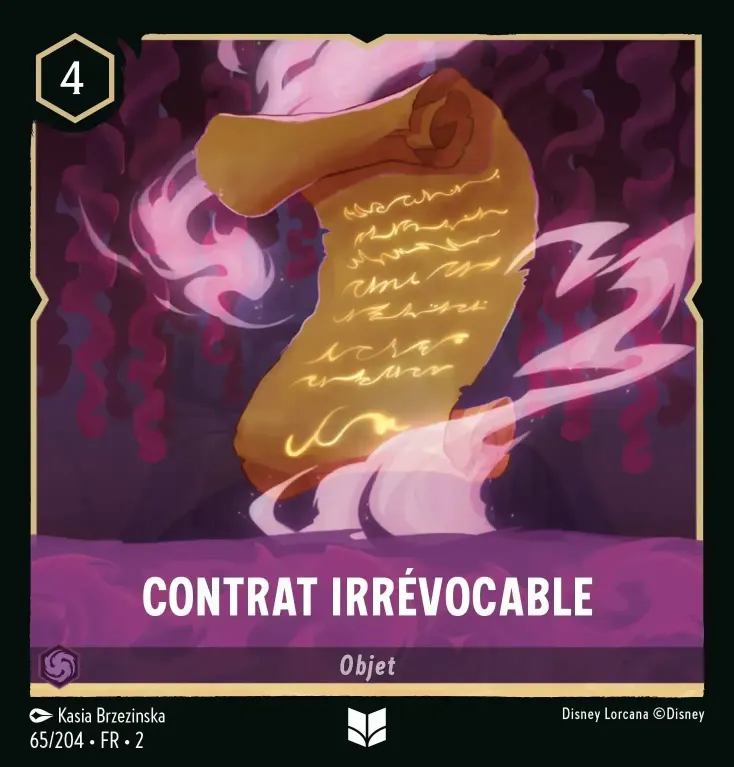 4
CONTRAT IRRÉVOCABLE
Objet
Kasia Brzezinska
Disney Lorcana ©Disney
65/204 • FR • 2